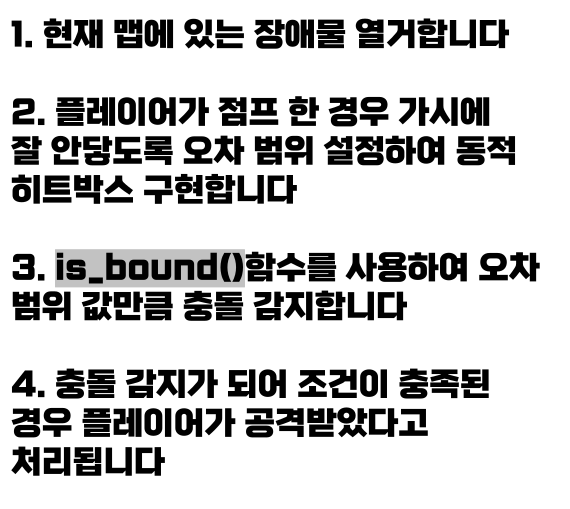 1. 현재 맵에 있는 장애물 열거합니다
2. 플레이어가 점프 한 경우 가시에
잘 안닿도록 오차 범위 설정하여 동적
히트박스 구현합니다
3. is_bound()함수를 사용하여 오차
범위 값만큼 충돌 감지합니다
4. 충돌 감지가 되어 조건이 충족된
경우 플레이어가 공격받았다고
처리됩니다